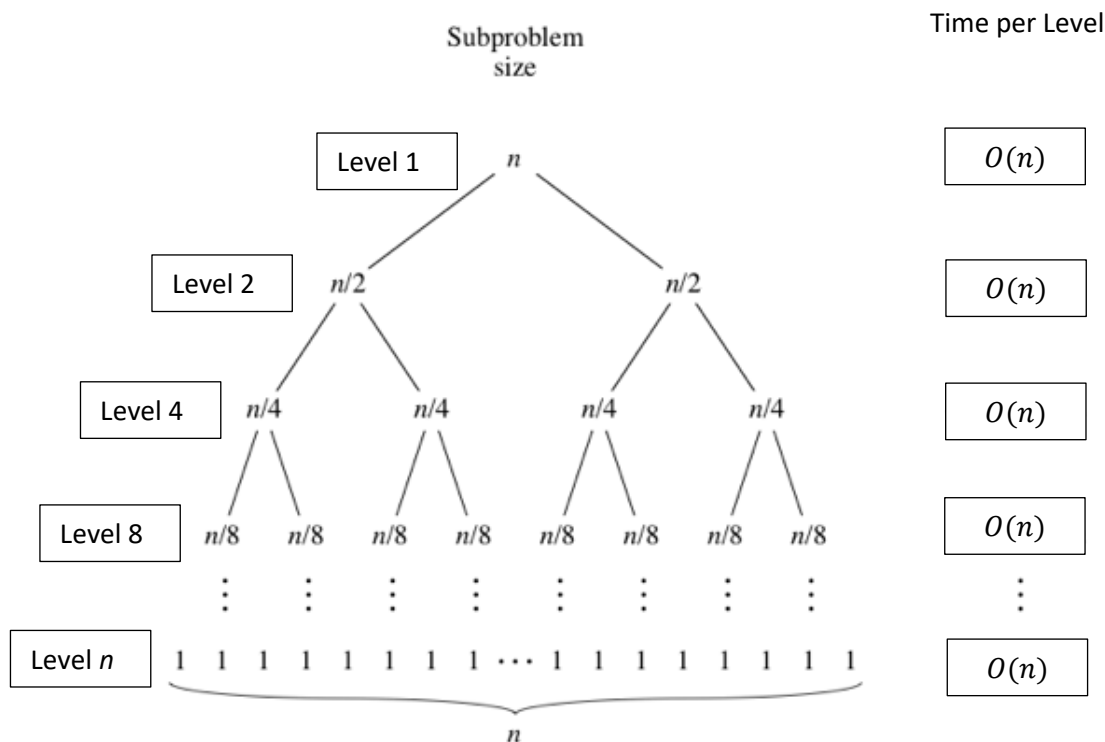 Time per Level
Subproblem
size
Level 1 n O(n)
Level 2 n/2 n/2 O(n)
Level 4 n/4 n/4 n/4 n/4 O(n)
Level 8 n/8 n/8 n/8 n/8 n/8 n/8 n/8 n/8 O(n)
Level n 1 1 1 1 1 1 1 1 ⋯ 1 1 1 1 1 1 1 1 O(n)
n